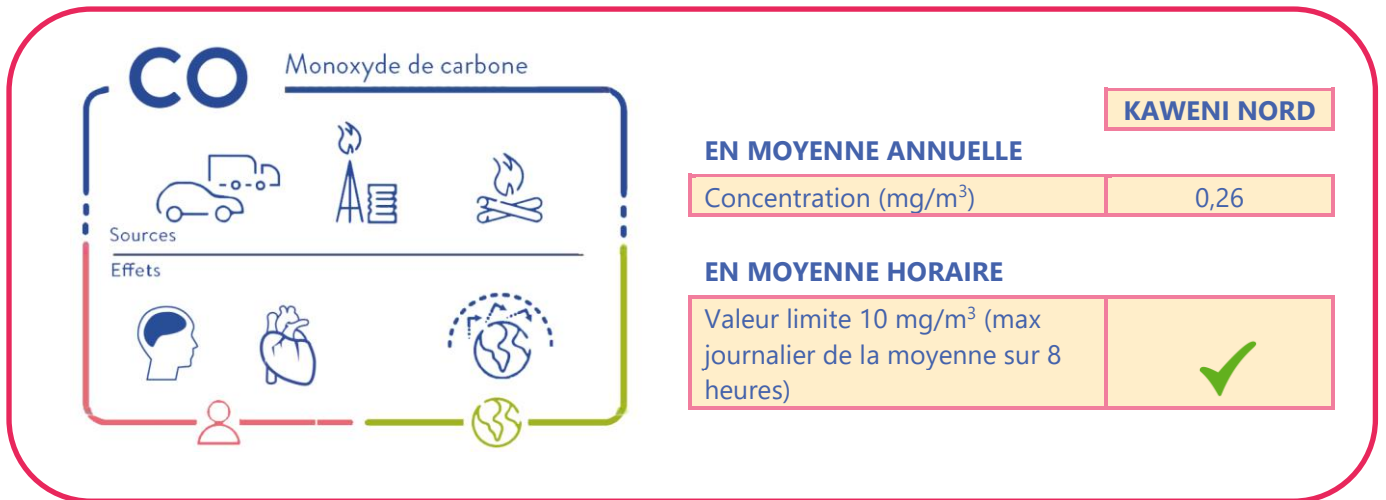 CO
Monoxyde de carbone
Sources
Effets
KAWENI NORD
EN MOYENNE ANNUELLE
Concentration (mg/m³)
0,26
EN MOYENNE HORAIRE
Valeur limite 10 mg/m³ (max
journalier de la moyenne sur 8
heures)